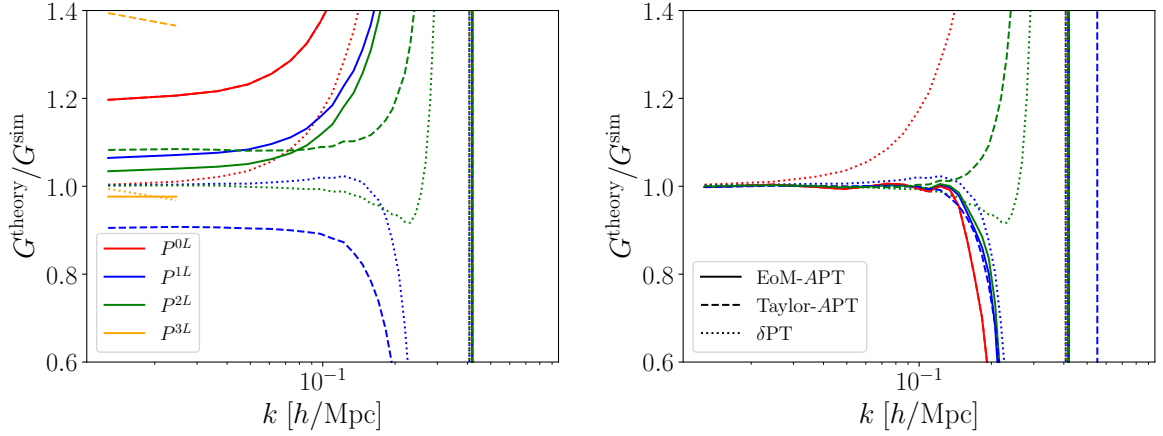 1.4
1.2
1.0
0.8
0.6
G^theory/G^sim
P^0L
P^1L
P^2L
P^3L
10^−1
k [h/Mpc]
1.4
1.2
1.0
0.8
0.6
G^theory/G^sim
EoM-APT
Taylor-APT
δPT
10^−1
k [h/Mpc]